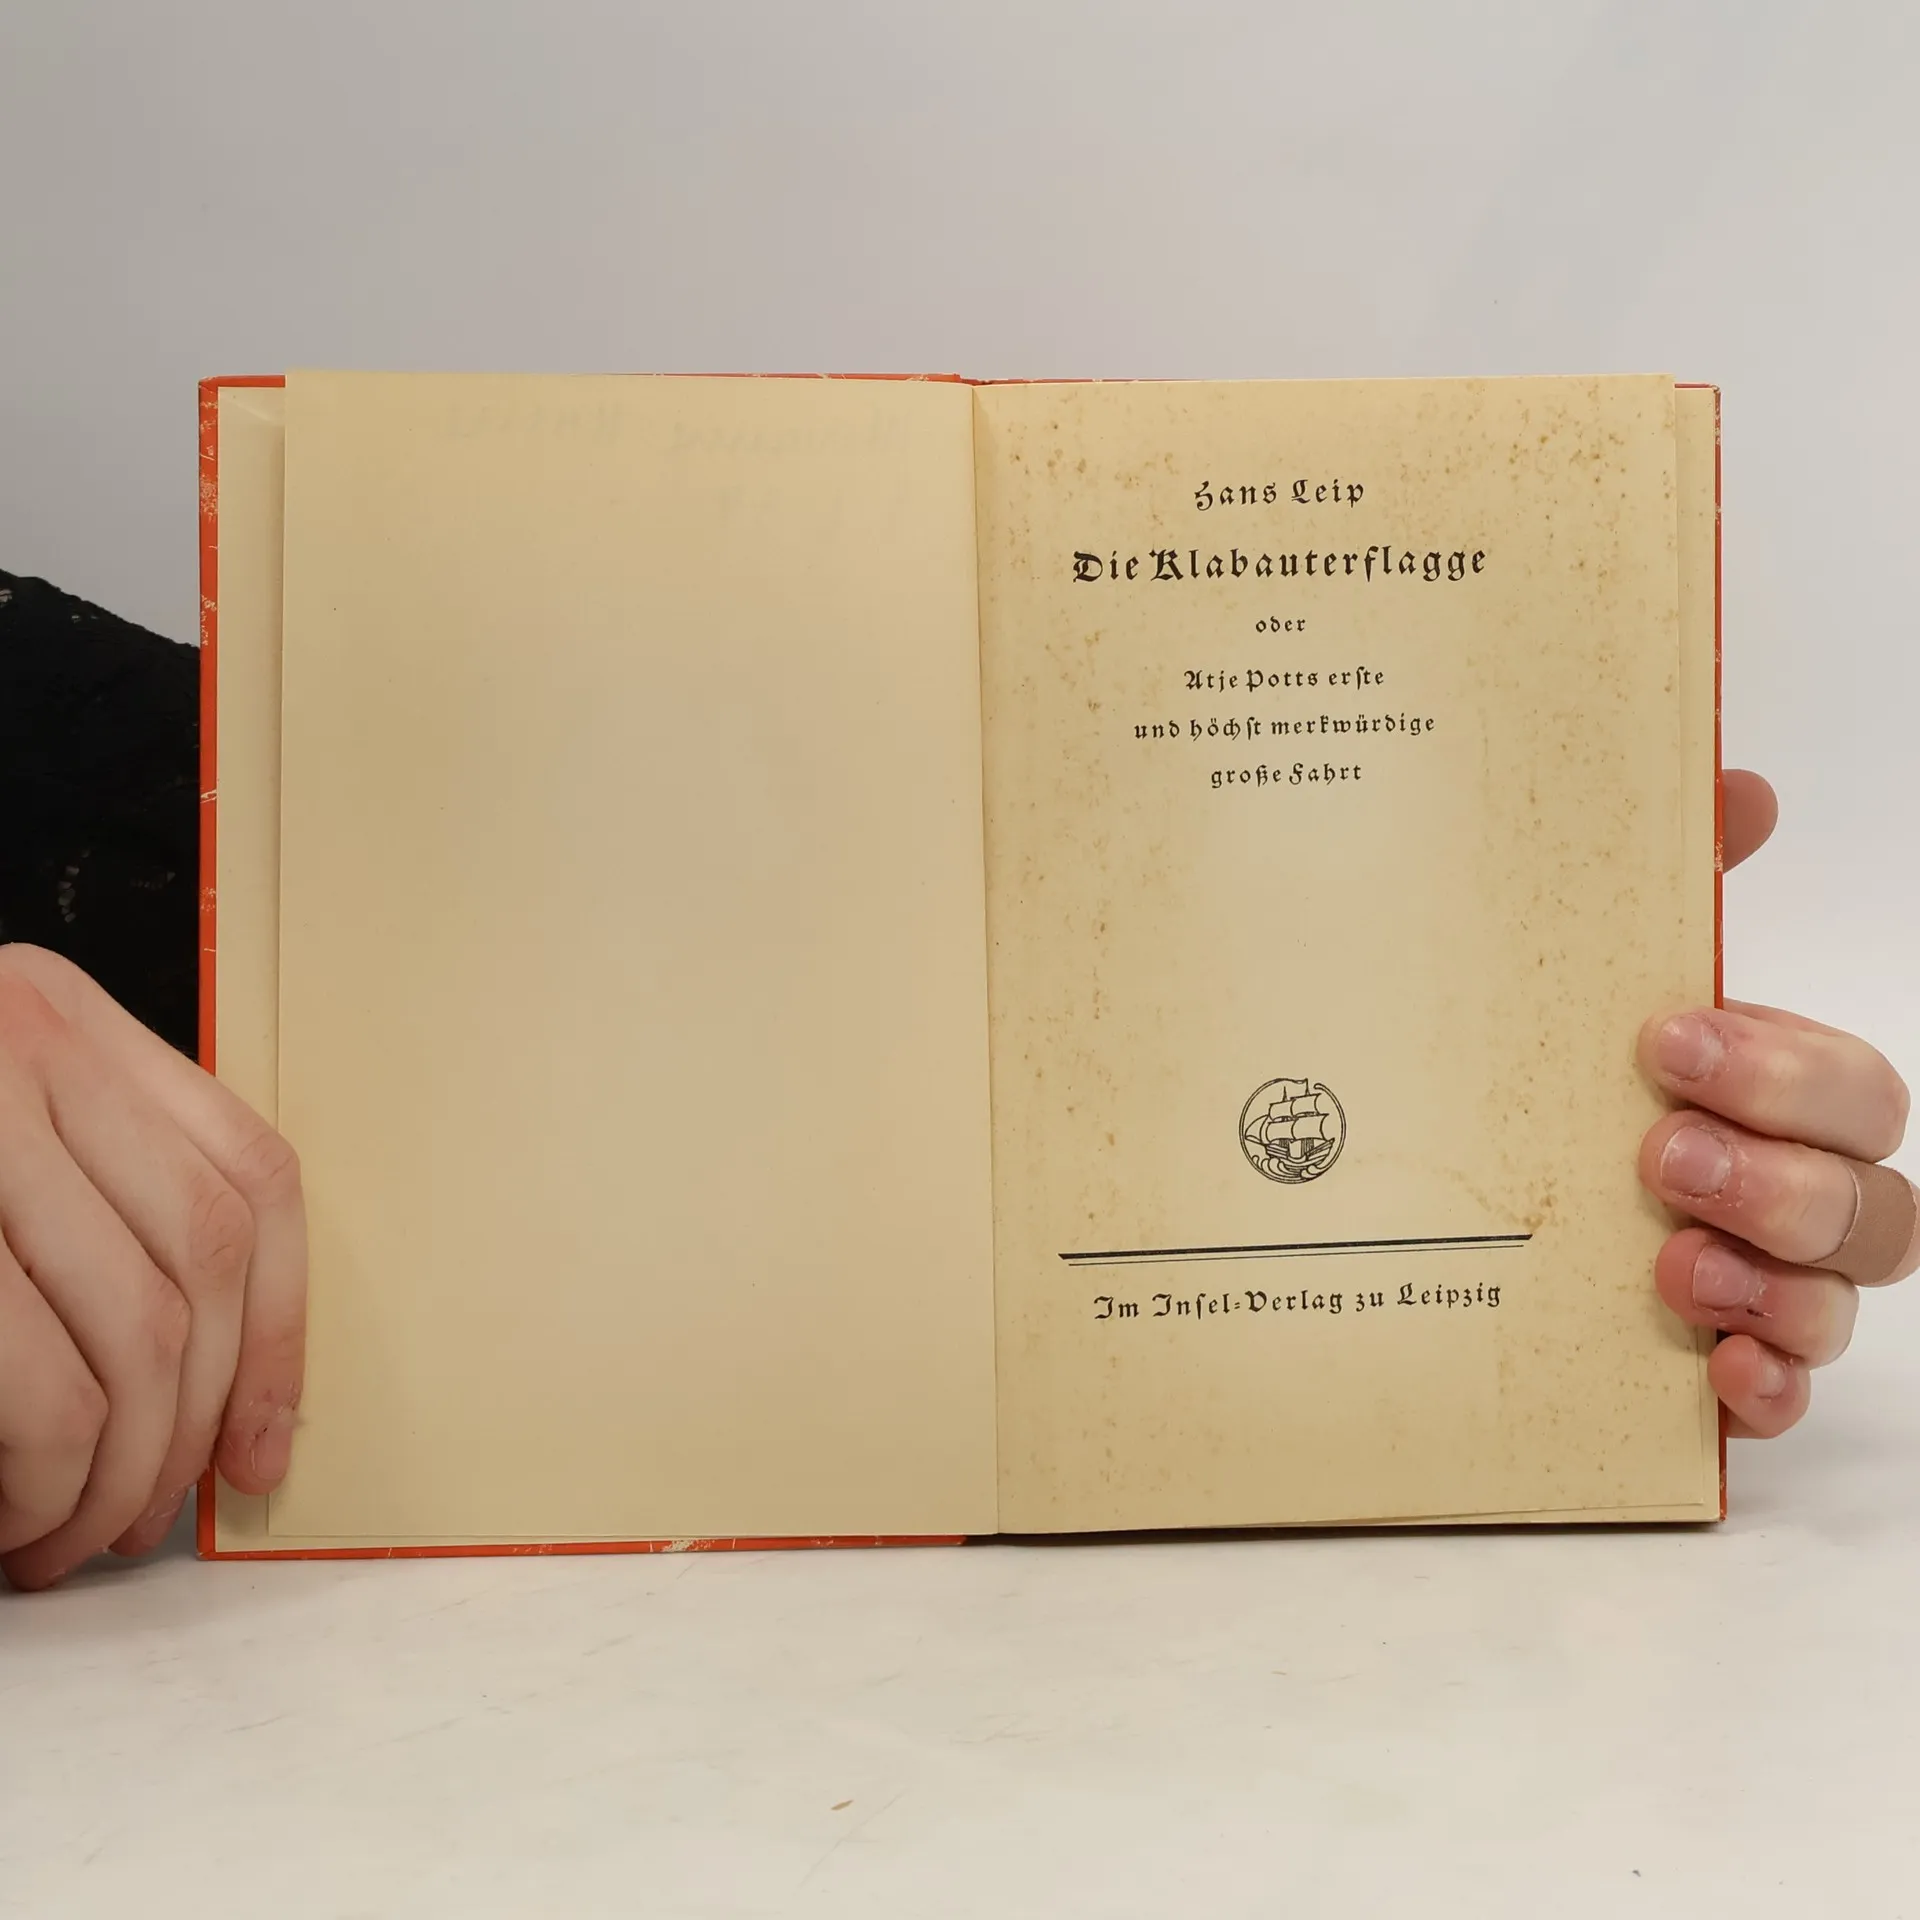 Hans Leip
Die Klabauterflagge
oder
Atje Potts erſte
und höchſt merkwürdige
große Fahrt
Im Inſel-Verlag zu Leipzig